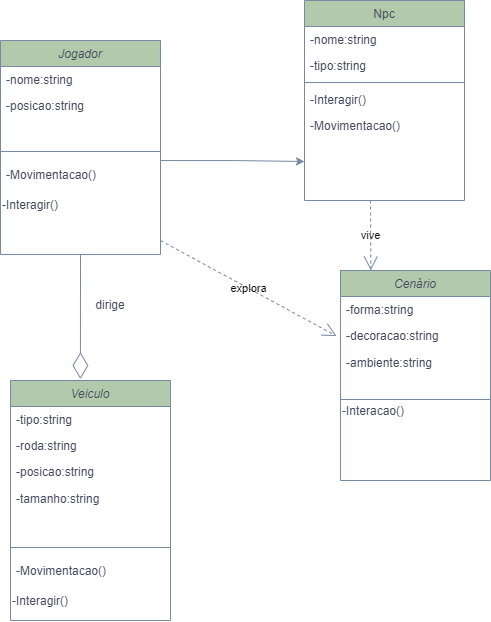 Npc
-nome:string
-tipo:string
-Interagir()
-Movimentacao()
Jogador
-nome:string
-posicao:string
-Movimentacao()
-Interagir()
vive
explora
dirige
Cenário
-forma:string
-decoracao:string
-ambiente:string
-Interacao()
Veiculo
-tipo:string
-roda:string
-posicao:string
-tamanho:string
-Movimentacao()
-Interagir()